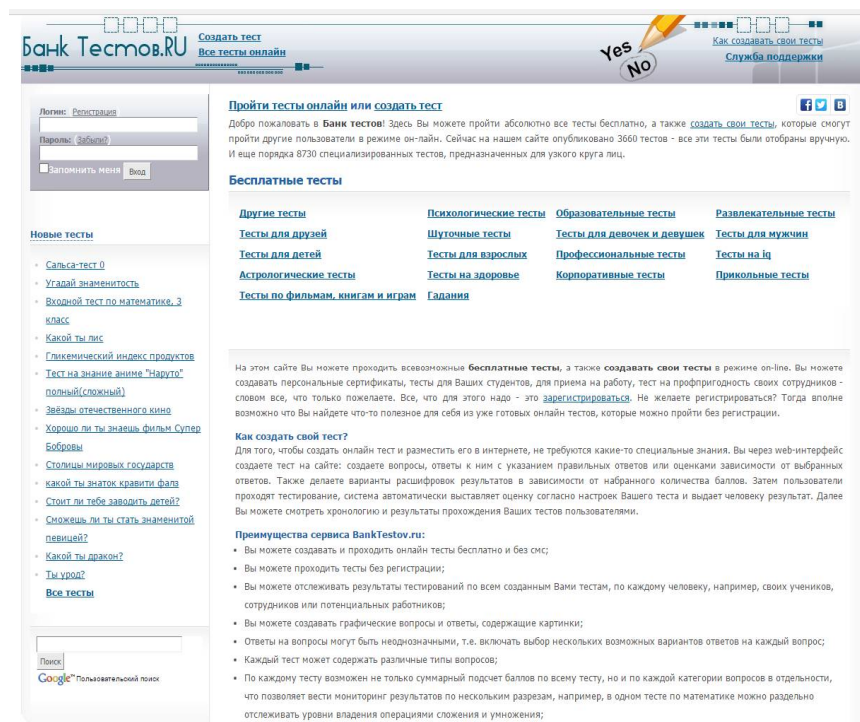 Банк Тестов.RU
Создать тест
Все тесты онлайн
Yes
No
Как создавать свои тесты
Служба поддержки
Логин: Регистрация
Пароль: (Забыли?)
Запомнить меня Вход
Новые тесты
Сальса-тест 0
Угадай знаменитость
Входной тест по математике, 3
класс
Какой ты лис
Гликемический индекс продуктов
Тест на знание аниме "Наруто"
полный(сложный)
Звёзды отечественного кино
Хорошо ли ты знаешь фильм Супер
Бобровы
Столицы мировых государств
какой ты знаток кравити фалз
Стоит ли тебе заводить детей?
Сможешь ли ты стать знаменитой
певицей?
Какой ты дракон?
Ты урод?
Все тесты
Поиск
Google™ Пользовательский поиск
Пройти тесты онлайн или создать тест
Добро пожаловать в Банк тестов! Здесь Вы можете пройти абсолютно все тесты бесплатно, а также создать свои тесты, которые смогут
пройти другие пользователи в режиме он-лайн. Сейчас на нашем сайте опубликовано 3660 тестов - все эти тесты были отобраны вручную.
И еще порядка 8730 специализированных тестов, предназначенных для узкого круга лиц.
Бесплатные тесты
Другие тесты Психологические тесты Образовательные тесты Развлекательные тесты
Тесты для друзей Шуточные тесты Тесты для девочек и девушек Тесты для мужчин
Тесты для детей Тесты для взрослых Профессиональные тесты Тесты на iq
Астрологические тесты Тесты на здоровье Корпоративные тесты Прикольные тесты
Тесты по фильмам, книгам и играм Гадания
На этом сайте Вы можете проходить всевозможные бесплатные тесты, а также создавать свои тесты в режиме on-line. Вы можете
создавать персональные сертификаты, тесты для Ваших студентов, для приема на работу, тест на профпригодность своих сотрудников -
словом все, что только пожелаете. Все, что для этого надо - это зарегистрироваться. Не желаете регистрироваться? Тогда вполне
возможно что Вы найдете что-то полезное для себя из уже готовых онлайн тестов, которые можно пройти без регистрации.
Как создать свой тест?
Для того, чтобы создать онлайн тест и разместить его в интернете, не требуются какие-то специальные знания. Вы через web-интерфейс
создаете тест на сайте: создаете вопросы, ответы к ним с указанием правильных ответов или оценками зависимости от выбранных
ответов. Также делаете варианты расшифровок результатов в зависимости от набранного количества баллов. Затем пользователи
проходят тестирование, система автоматически выставляет оценку согласно настроек Вашего теста и выдает человеку результат. Далее
Вы можете смотреть хронологию и результаты прохождения Ваших тестов пользователями.
Преимущества сервиса BankTestov.ru:
• Вы можете создавать и проходить онлайн тесты бесплатно и без смс;
• Вы можете проходить тесты без регистрации;
• Вы можете отслеживать результаты тестирований по всем созданным Вами тестам, по каждому человеку, например, своих учеников,
сотрудников или потенциальных работников;
• Вы можете создавать графические вопросы и ответы, содержащие картинки;
• Ответы на вопросы могут быть неоднозначными, т.е. включать выбор нескольких возможных вариантов ответов на каждый вопрос;
• Каждый тест может содержать различные типы вопросов;
• По каждому тесту возможен не только суммарный подсчет баллов по всему тесту, но и по каждой категории вопросов в отдельности,
что позволяет вести мониторинг результатов по нескольким разрезам, например, в одном тесте по математике можно раздельно
отслеживать уровни владения операциями сложения и умножения;